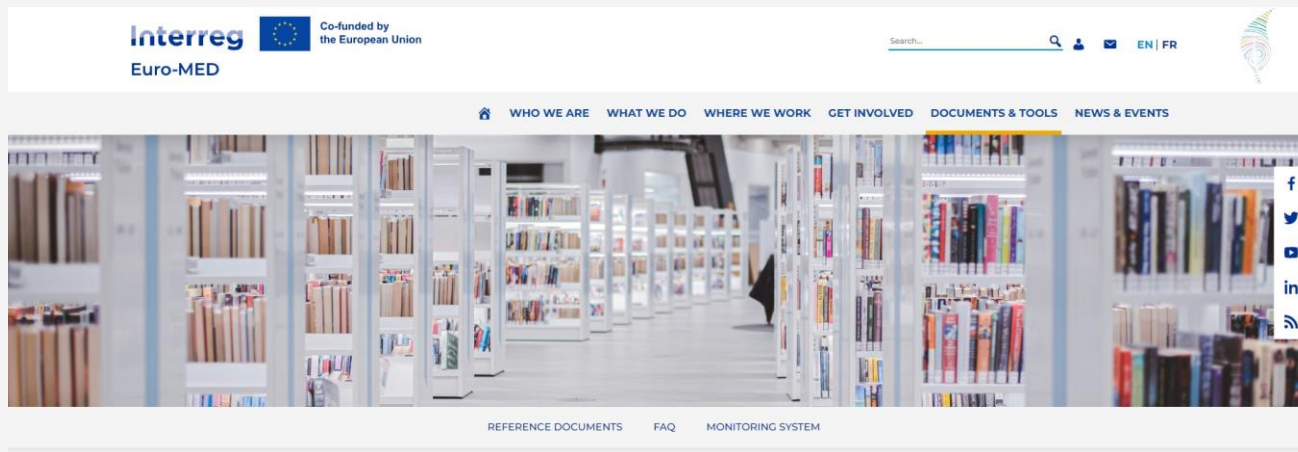 Interreg
Co-funded by
the European Union
Euro-MED
Search...
EN | FR
WHO WE ARE WHAT WE DO WHERE WE WORK GET INVOLVED DOCUMENTS & TOOLS NEWS & EVENTS
REFERENCE DOCUMENTS FAQ MONITORING SYSTEM